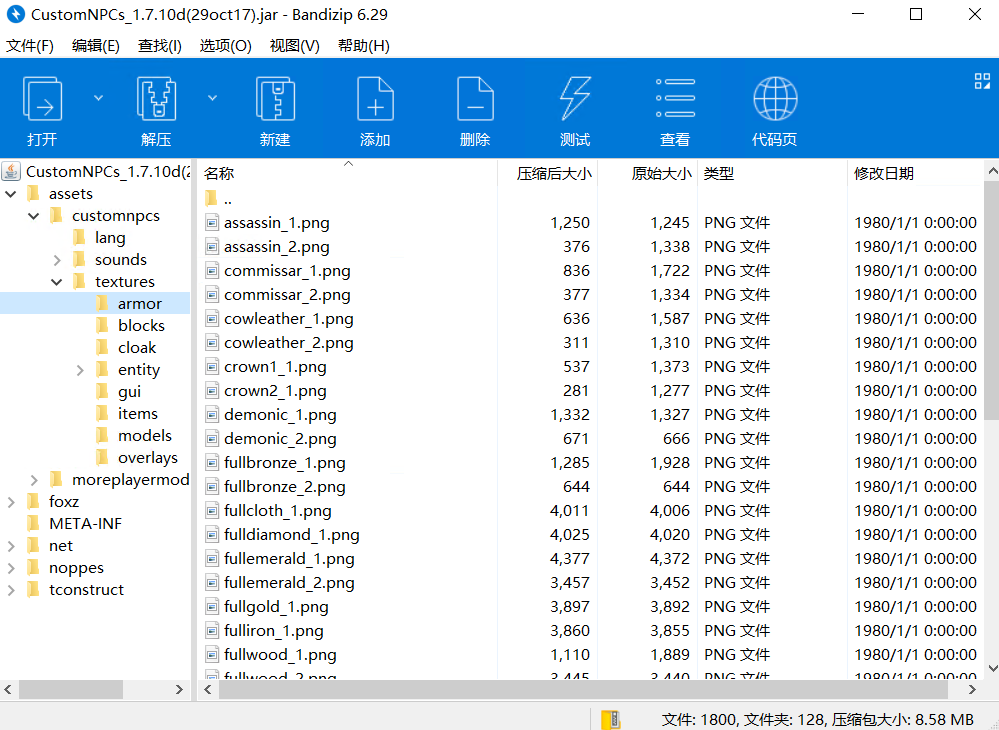 CustomNPCs_1.7.10d(29oct17).jar - Bandizip 6.29
文件(F) 编辑(E) 查找(I) 选项(O) 视图(V) 帮助(H)
打开 解压 新建 添加 删除 测试 查看 代码页
CustomNPCs_1.7.10d(2
assets
customnpcs
lang
sounds
textures
armor
blocks
cloak
entity
gui
items
models
overlays
moreplayermod
foxz
META-INF
net
noppes
tconstruct
名称 压缩后大小 原始大小 类型 修改日期
..
assassin_1.png 1,250 1,245 PNG 文件 1980/1/1 0:00:00
assassin_2.png 376 1,338 PNG 文件 1980/1/1 0:00:00
commissar_1.png 836 1,722 PNG 文件 1980/1/1 0:00:00
commissar_2.png 377 1,334 PNG 文件 1980/1/1 0:00:00
cowleather_1.png 636 1,587 PNG 文件 1980/1/1 0:00:00
cowleather_2.png 311 1,310 PNG 文件 1980/1/1 0:00:00
crown1_1.png 537 1,373 PNG 文件 1980/1/1 0:00:00
crown2_1.png 281 1,277 PNG 文件 1980/1/1 0:00:00
demonic_1.png 1,332 1,327 PNG 文件 1980/1/1 0:00:00
demonic_2.png 671 666 PNG 文件 1980/1/1 0:00:00
fullbronze_1.png 1,285 1,928 PNG 文件 1980/1/1 0:00:00
fullbronze_2.png 644 644 PNG 文件 1980/1/1 0:00:00
fullcloth_1.png 4,011 4,006 PNG 文件 1980/1/1 0:00:00
fulldiamond_1.png 4,025 4,020 PNG 文件 1980/1/1 0:00:00
fullemerald_1.png 4,377 4,372 PNG 文件 1980/1/1 0:00:00
fullemerald_2.png 3,457 3,452 PNG 文件 1980/1/1 0:00:00
fullgold_1.png 3,897 3,892 PNG 文件 1980/1/1 0:00:00
fulliron_1.png 3,860 3,855 PNG 文件 1980/1/1 0:00:00
fullwood_1.png 1,110 1,889 PNG 文件 1980/1/1 0:00:00
fullwood_2.png 3,445 3,440 PNG 文件 1980/1/1 0:00:00
文件: 1800, 文件夹: 128, 压缩包大小: 8.58 MB